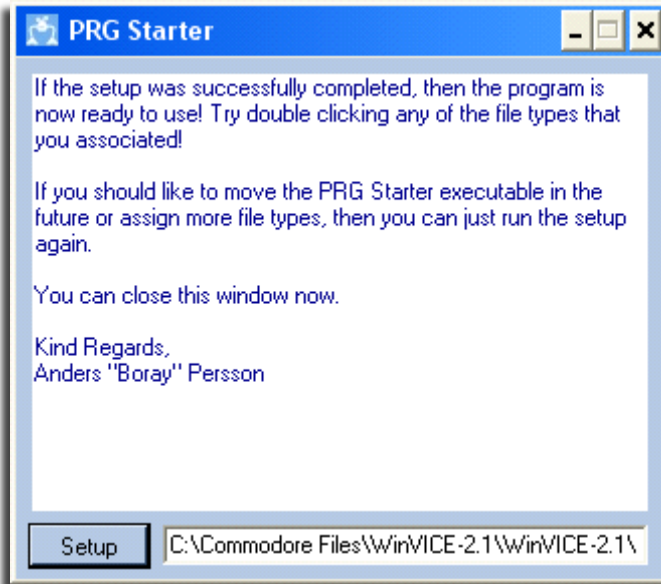 PRG Starter
If the setup was successfully completed, then the program is
now ready to use! Try double clicking any of the file types that
you associated!
If you should like to move the PRG Starter executable in the
future or assign more file types, then you can just run the setup
again.
You can close this window now.
Kind Regards,
Anders "Boray" Persson
Setup
C:\Commodore Files\WinVICE-2.1\WinVICE-2.1\